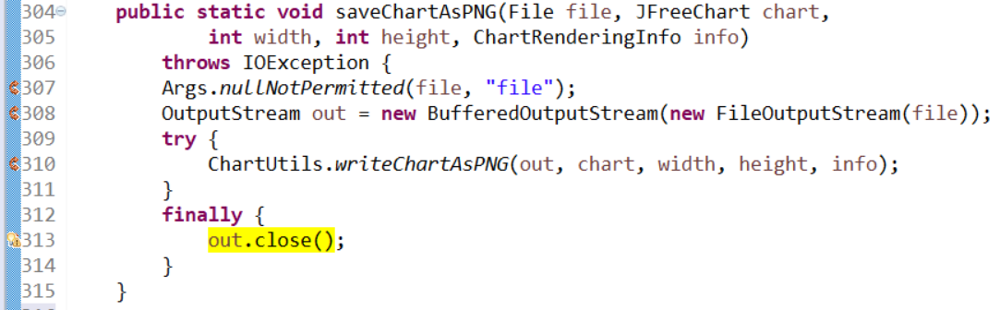 304 public static void saveChartAsPNG(File file, JFreeChart chart,
305 int width, int height, ChartRenderingInfo info)
306 throws IOException {
307 Args.nullNotPermitted(file, "file");
308 OutputStream out = new BufferedOutputStream(new FileOutputStream(file));
309 try {
310 ChartUtils.writeChartAsPNG(out, chart, width, height, info);
311 }
312 finally {
313 out.close();
314 }
315 }